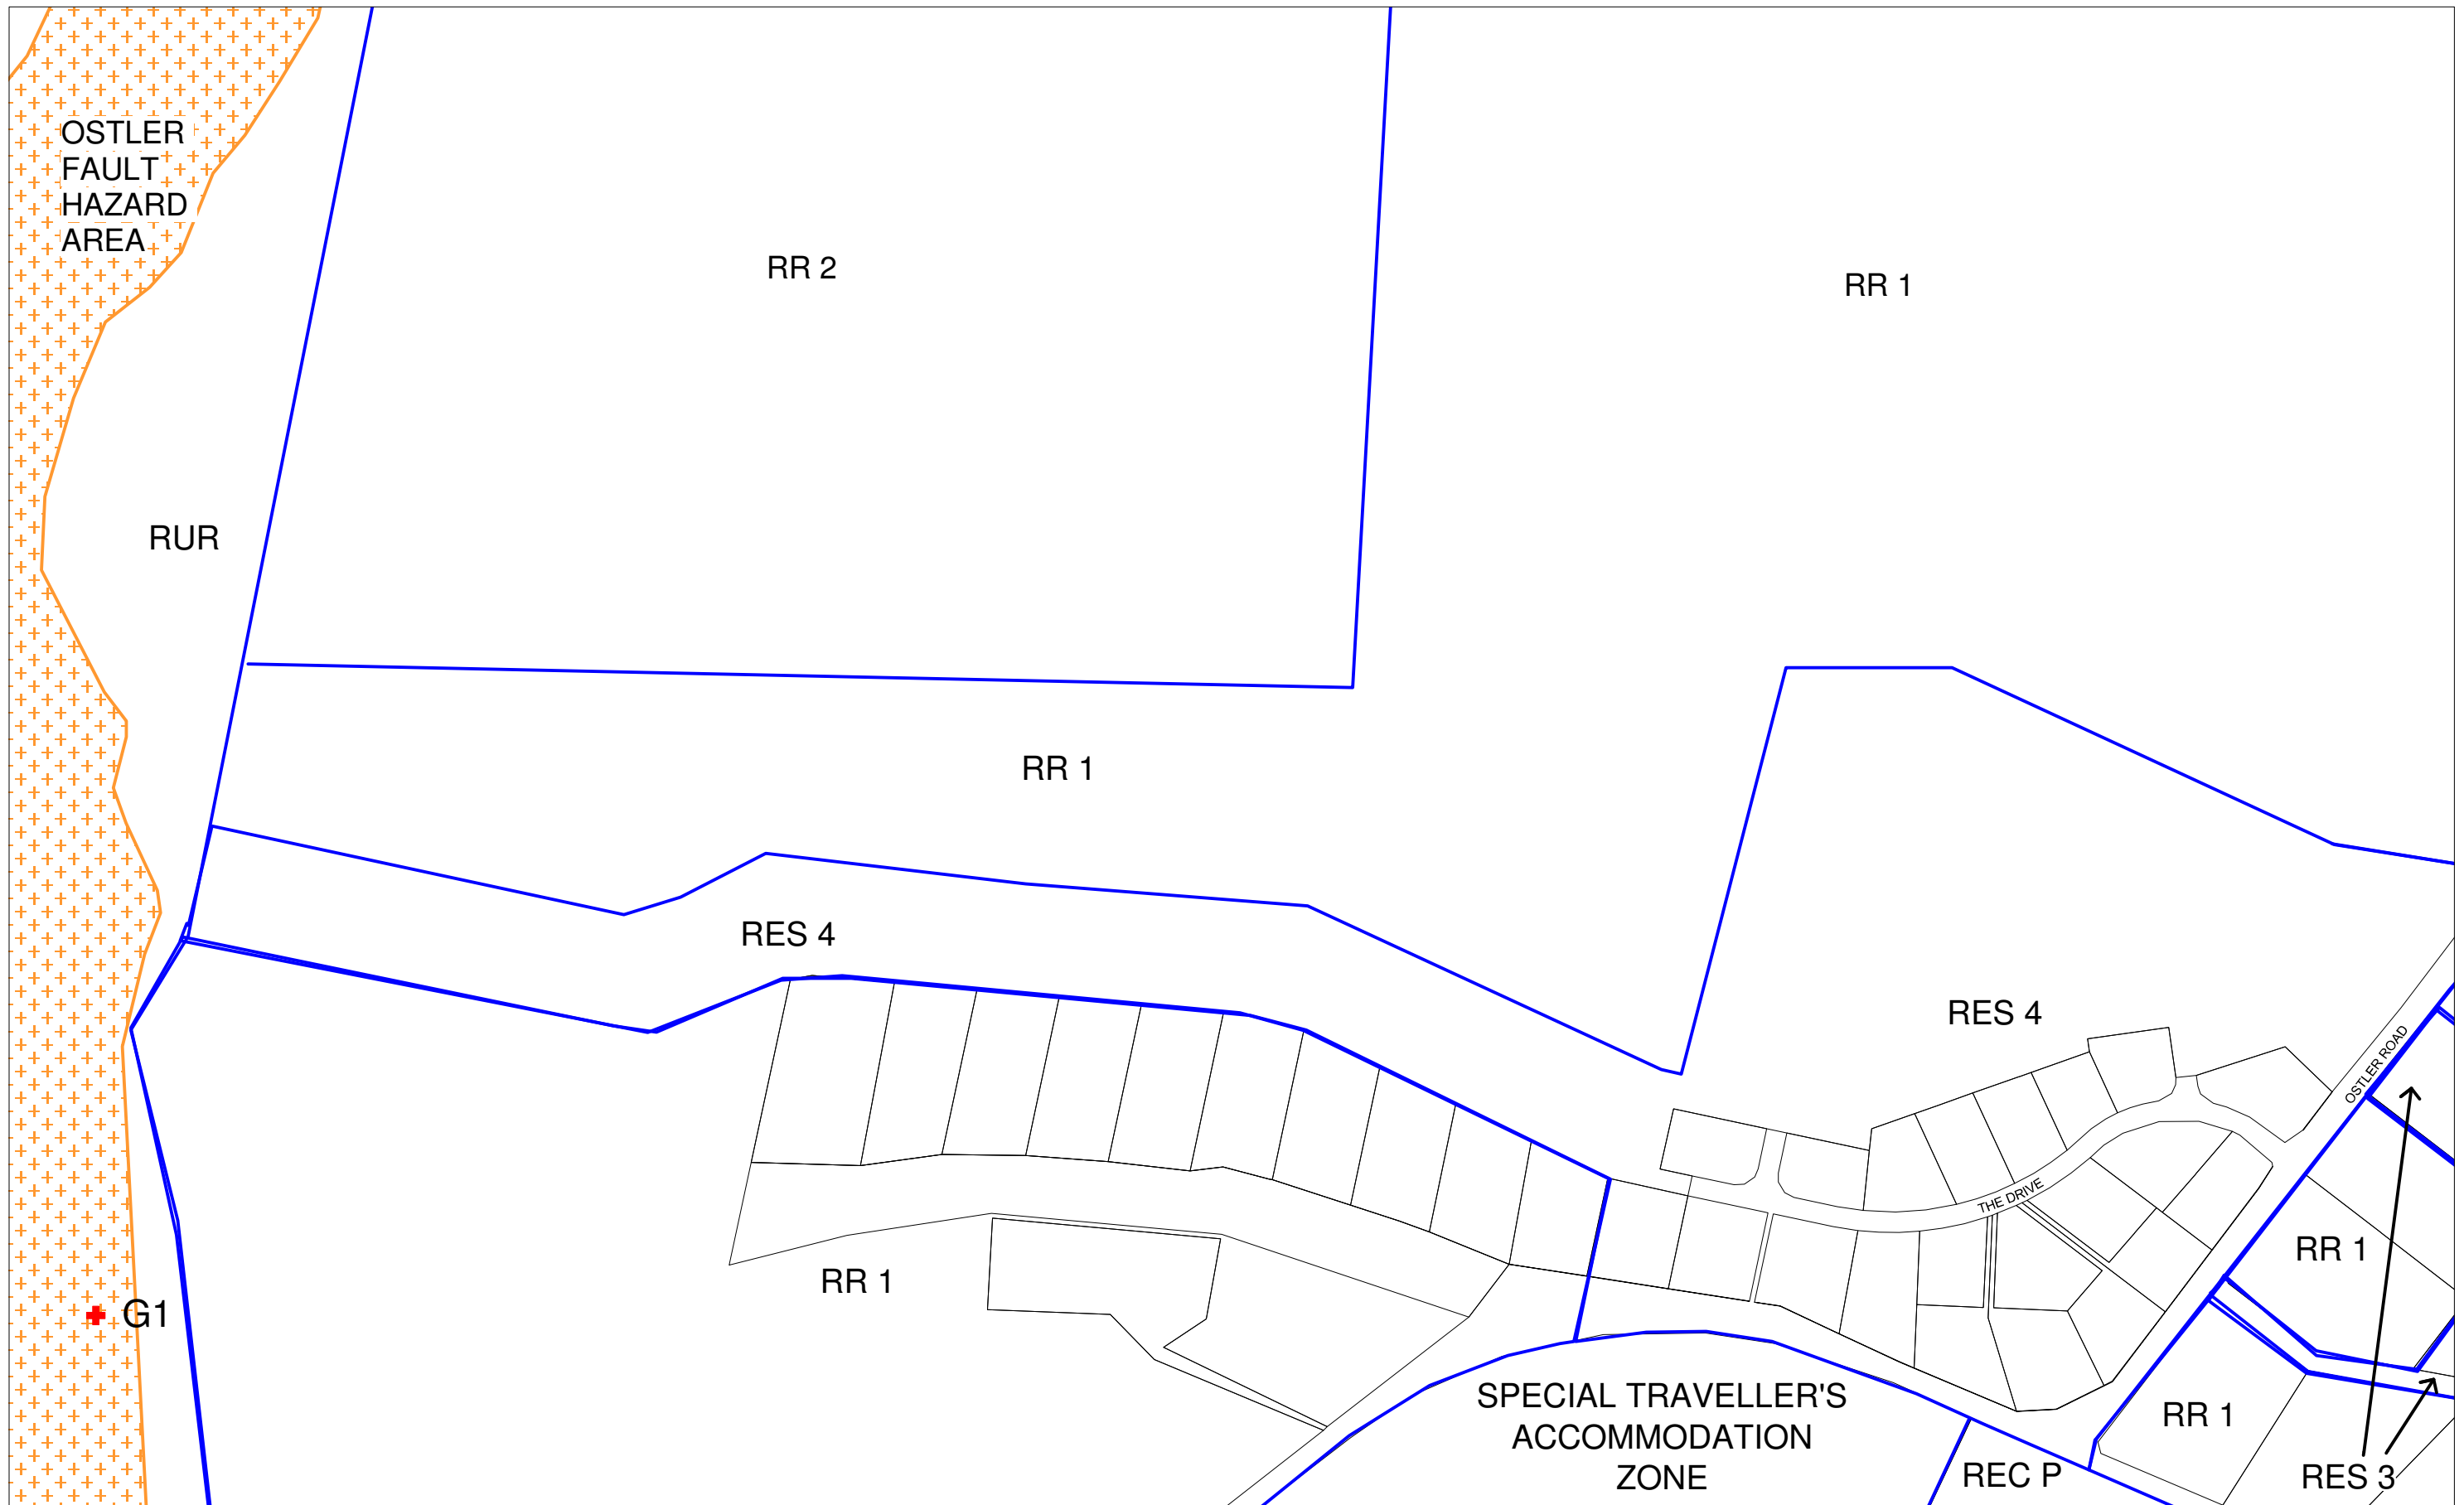 OSTLER
FAULT
HAZARD
AREA
RR 2
RR 1
RUR
RR 1
RES 4
RES 4
OSTLER ROAD
THE DRIVE
RR 1
RR 1
G1
SPECIAL TRAVELLER'S
ACCOMMODATION
ZONE
RR 1
REC P
RES 3